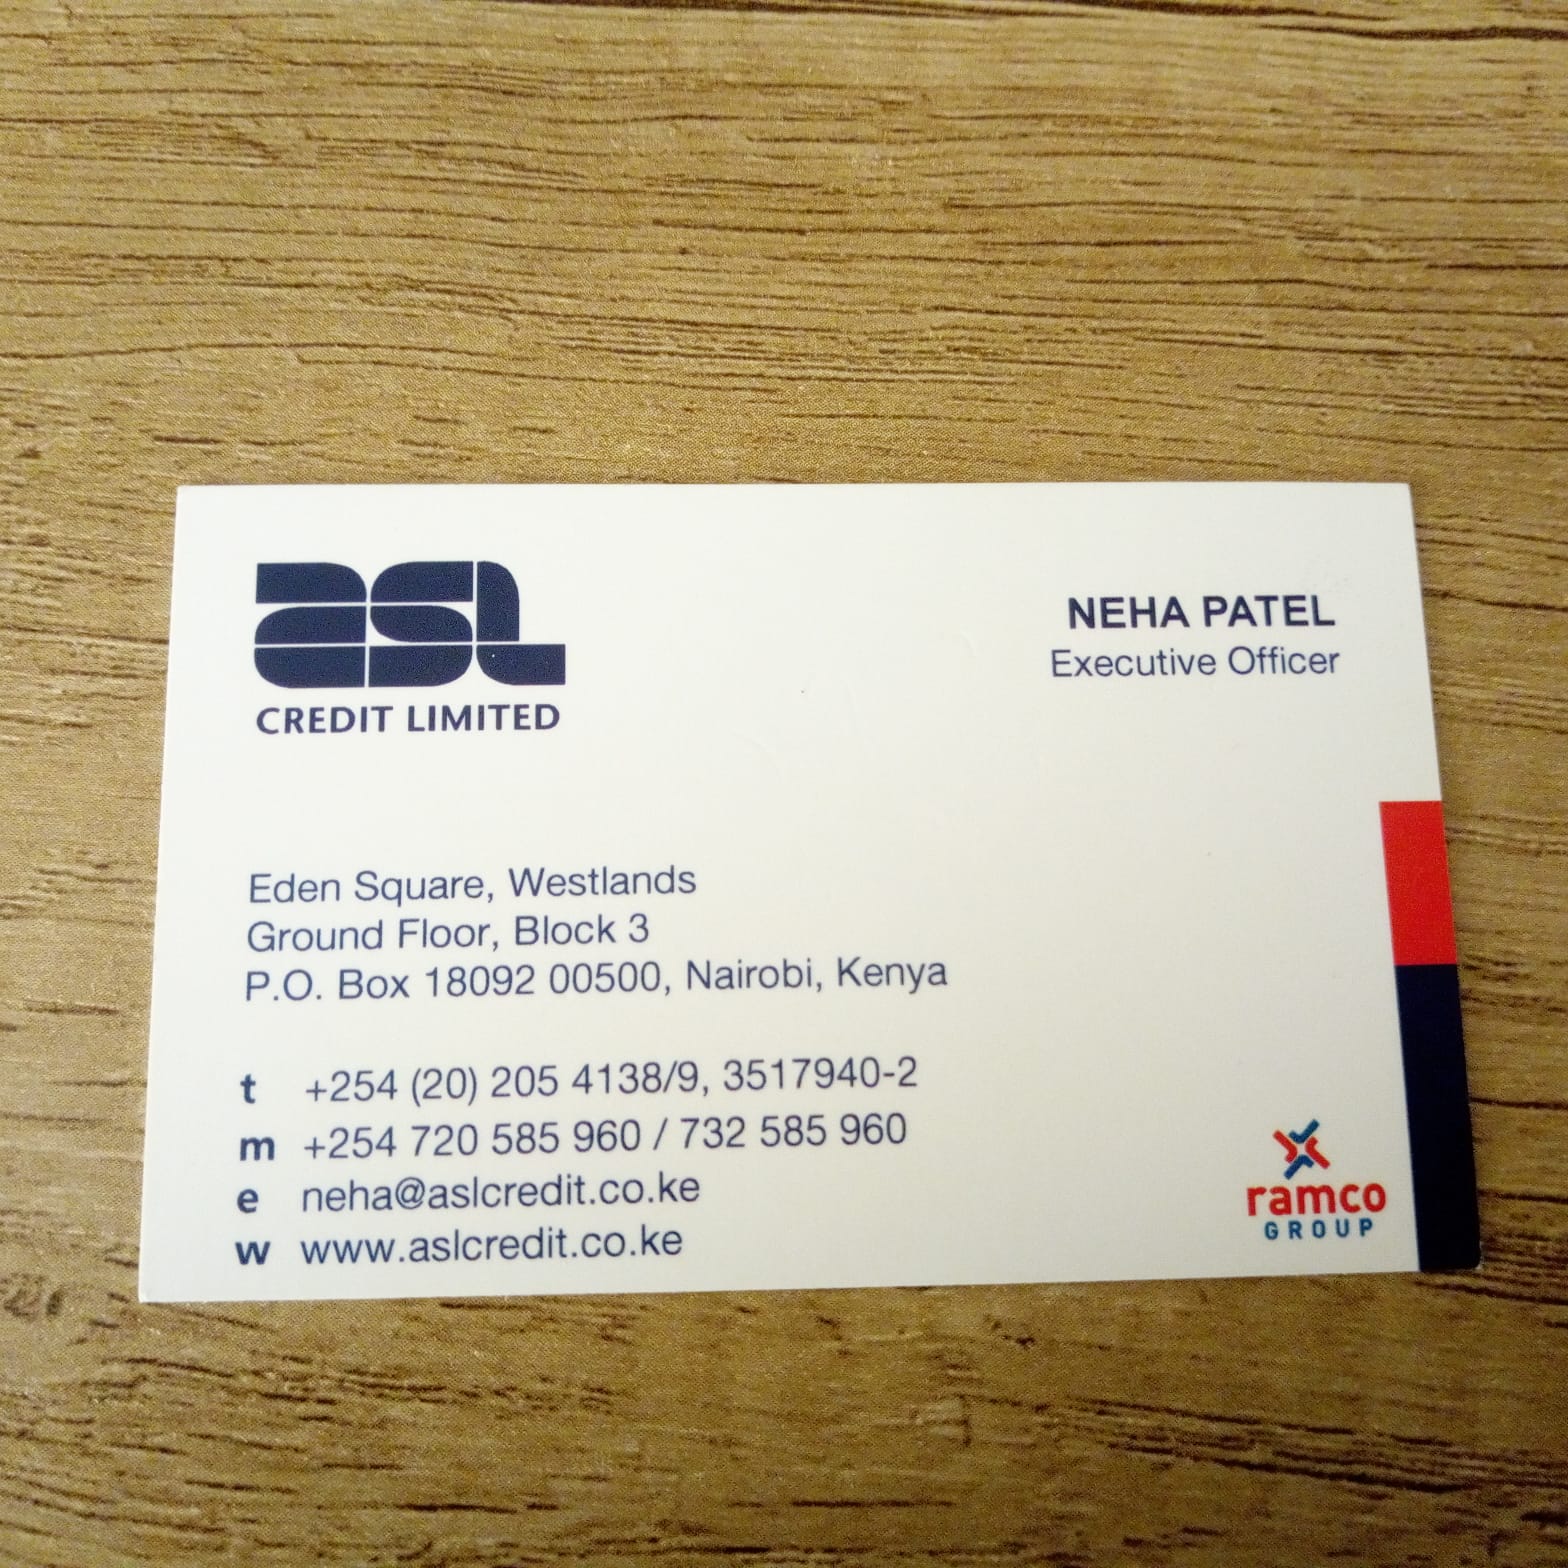 asl
CREDIT LIMITED
NEHA PATEL
Executive Officer
Eden Square, Westlands
Ground Floor, Block 3
P.O. Box 18092 00500, Nairobi, Kenya
t +254 (20) 205 4138/9, 3517940-2
m +254 720 585 960 / 732 585 960
e neha@aslcredit.co.ke
w www.aslcredit.co.ke
ramco
GROUP